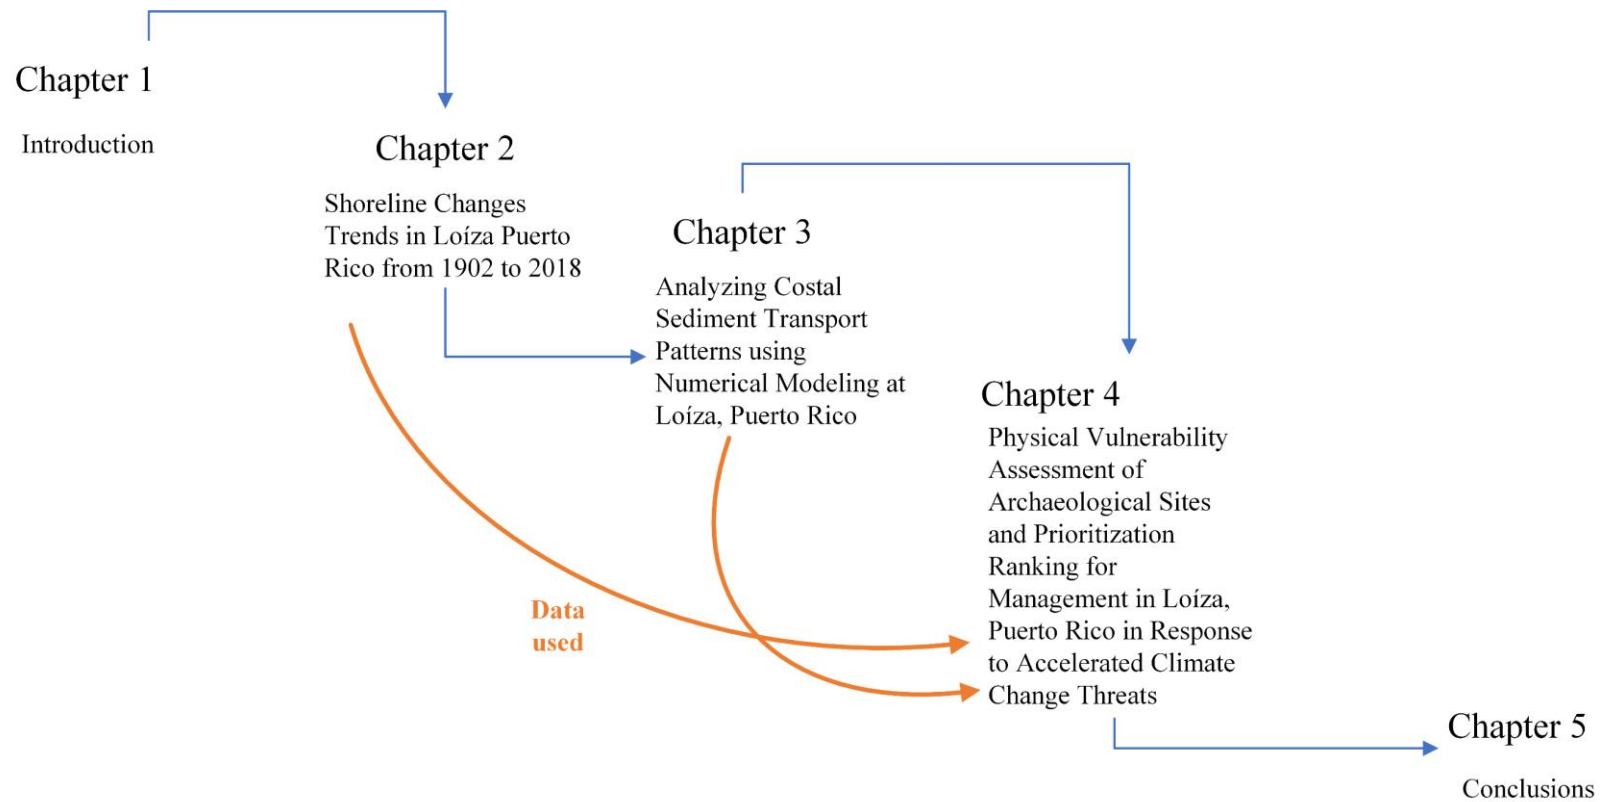 Chapter 1
Introduction
Chapter 2
Shoreline Changes
Trends in Loíza Puerto
Rico from 1902 to 2018
Chapter 3
Analyzing Costal
Sediment Transport
Patterns using
Numerical Modeling at
Loíza, Puerto Rico
Chapter 4
Physical Vulnerability
Assessment of
Archaeological Sites
and Prioritization
Ranking for
Management in Loíza,
Puerto Rico in Response
to Accelerated Climate
Change Threats
Data
used
Chapter 5
Conclusions